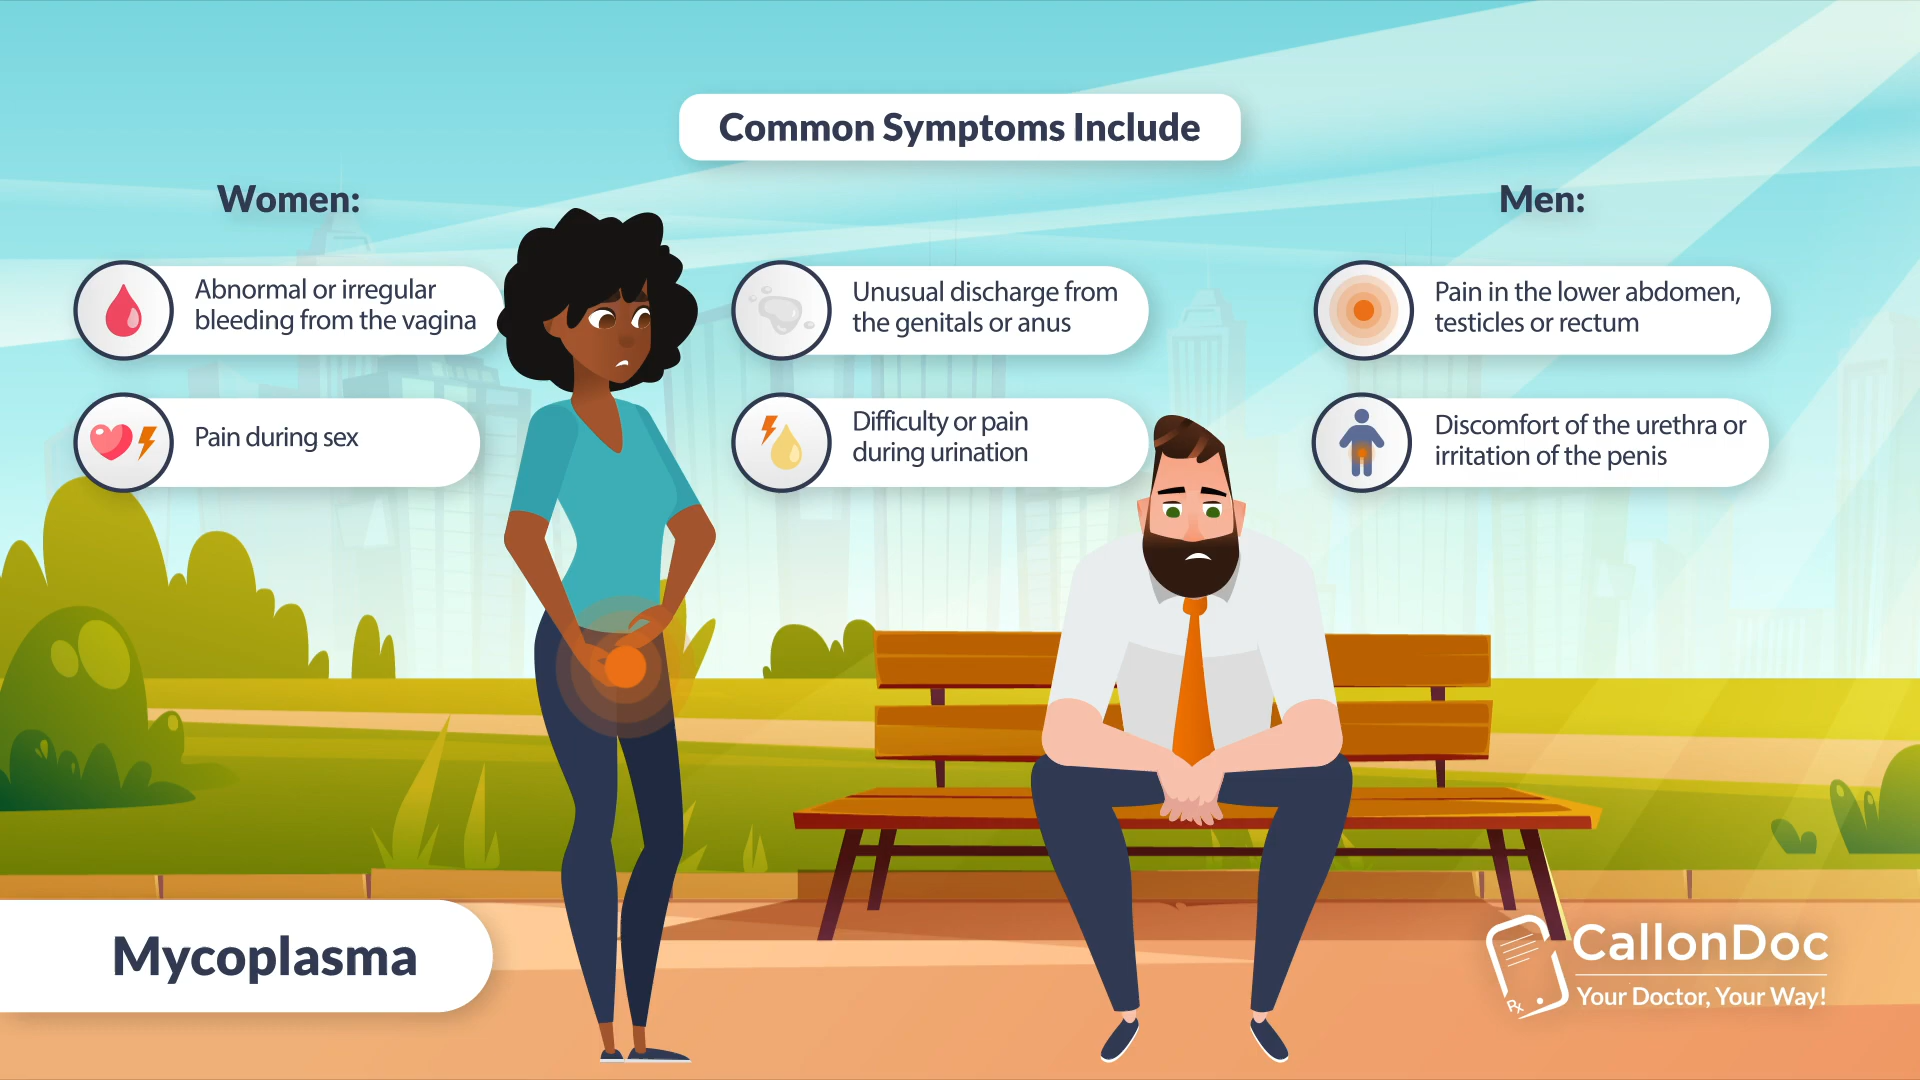 Common Symptoms Include
Women:
Abnormal or irregular
bleeding from the vagina
Pain during sex
Unusual discharge from
the genitals or anus
Difficulty or pain
during urination
Men:
Pain in the lower abdomen,
testicles or rectum
Discomfort of the urethra or
irritation of the penis
Mycoplasma
Rx
CallonDoc
Your Doctor, Your Way!